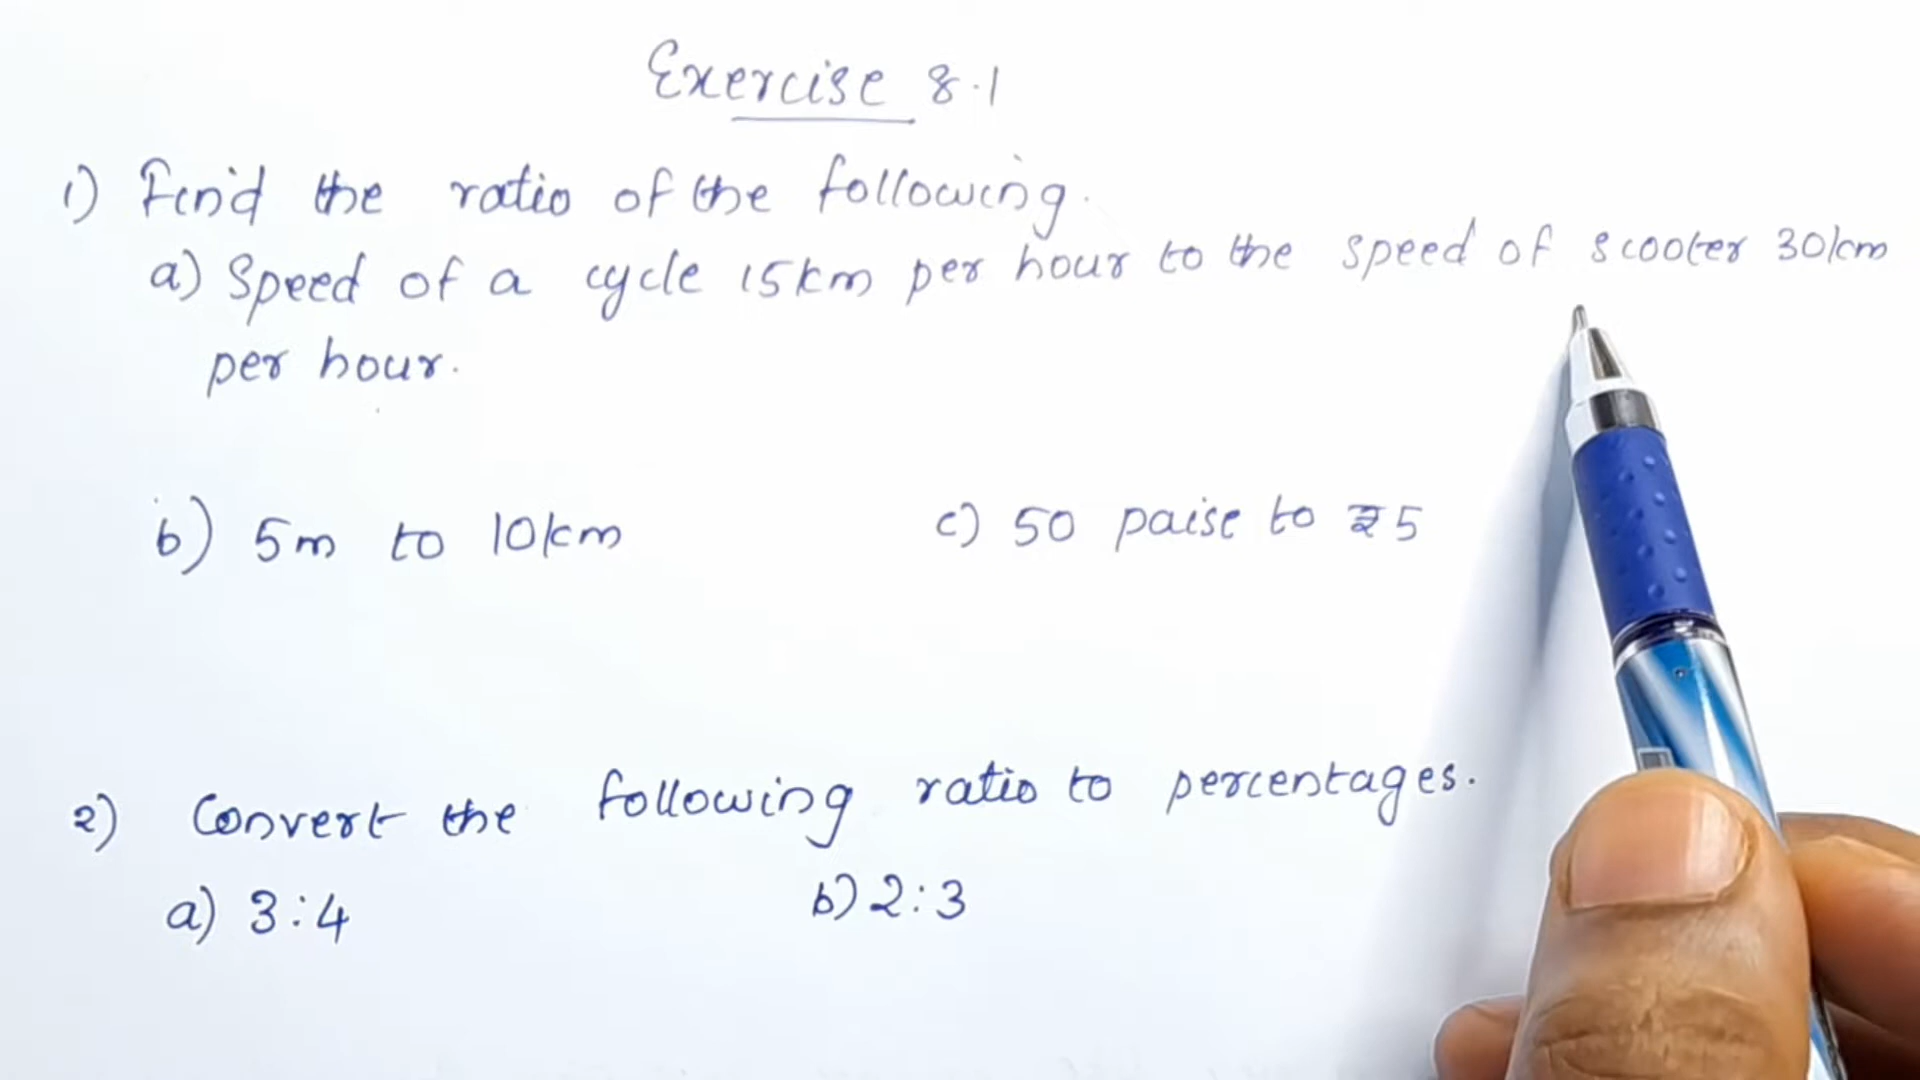 Exercise 8.1
1) Find the ratio of the following.
a) Speed of a cycle 15km per hour to the speed of scooter 30km
per hour.
b) 5m to 10km c) 50 paise to ₹5
2) Convert the following ratio to percentages.
a) 3:4 b) 2:3